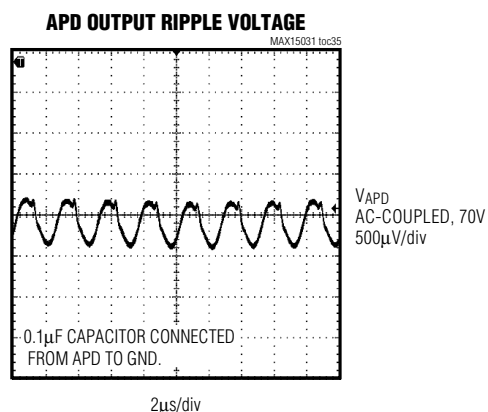 APD OUTPUT RIPPLE VOLTAGE
MAX15031 toc35
T
VAPD
AC-COUPLED, 70V
500μV/div
0.1μF CAPACITOR CONNECTED
FROM APD TO GND.
2μs/div